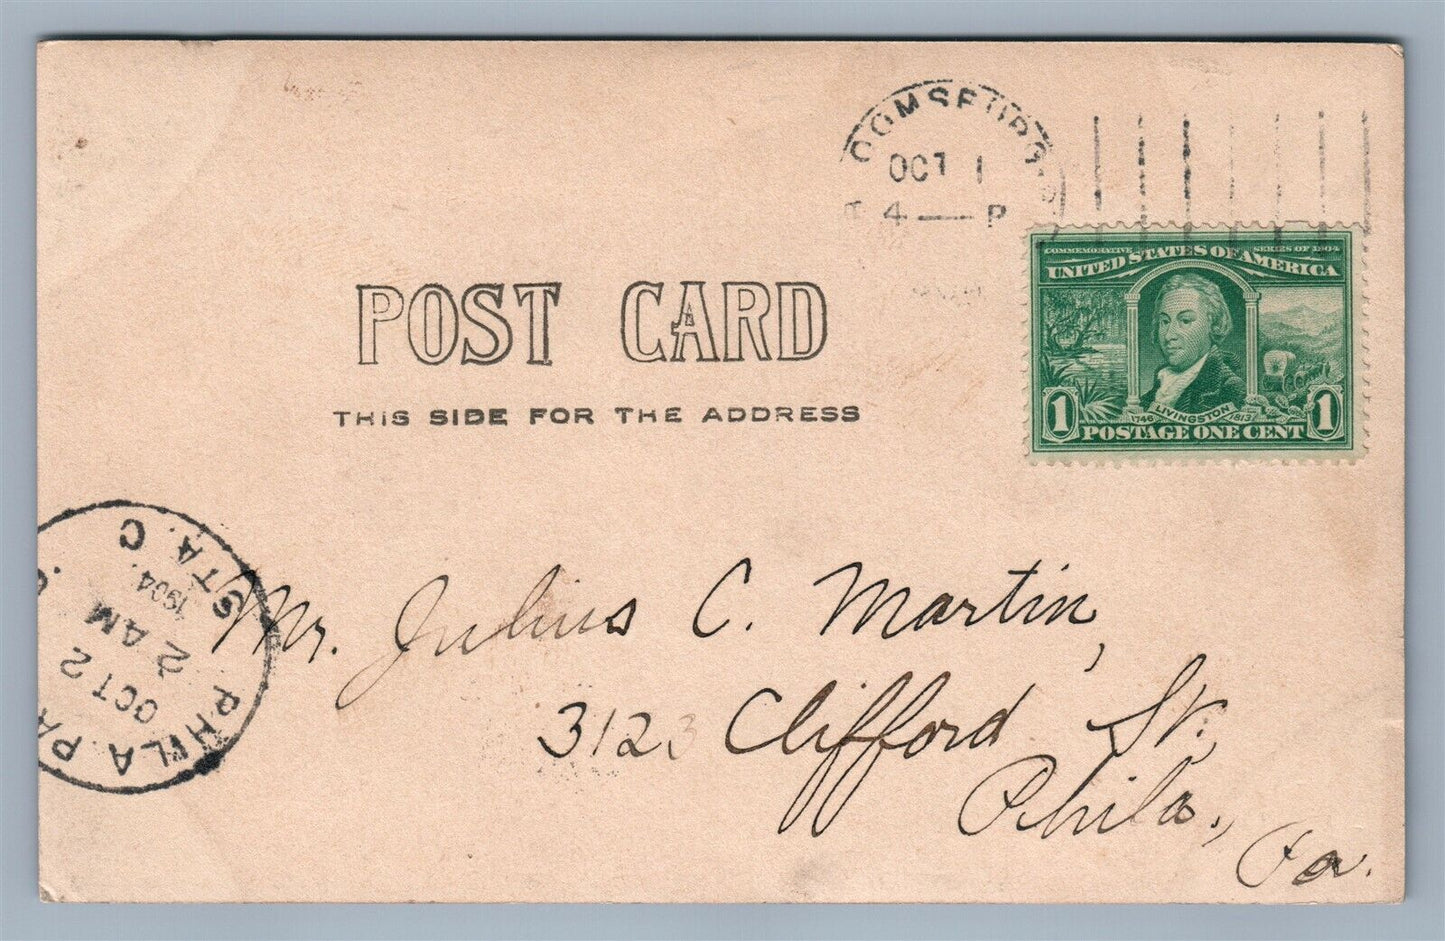 OOMSBURG
OCT 1
4 — P
COMMEMORATIVE SERIES OF 1904
UNITED STATES OF AMERICA
1746 LIVINGSTON 1813
1 POSTAGE ONE CENT 1
POST CARD
THIS SIDE FOR THE ADDRESS
PHILA. PA.
OCT 2
2 AM
1904
STA. C
Mr. Julius C. Martin,
3123 Clifford St.,
Phila.,
Pa.